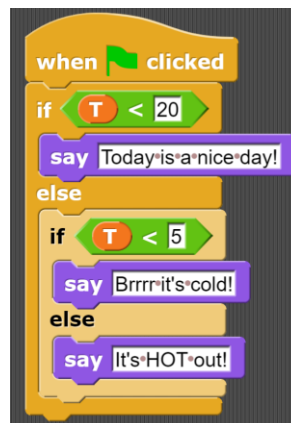 when clicked
if T < 20
say Today is a nice day!
else
if T < 5
say Brrrr it's cold!
else
say It's HOT out!